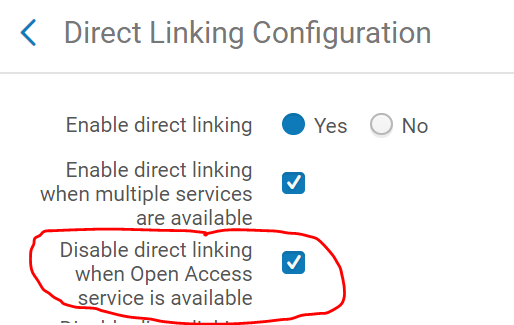 Direct Linking Configuration
Enable direct linking Yes No
Enable direct linking
when multiple services
are available
Disable direct linking
when Open Access
service is available